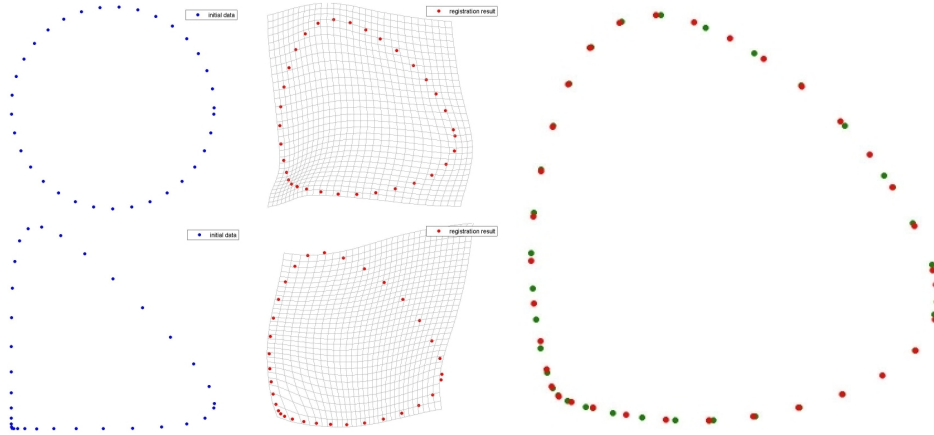 initial data
registration result
initial data
registration result